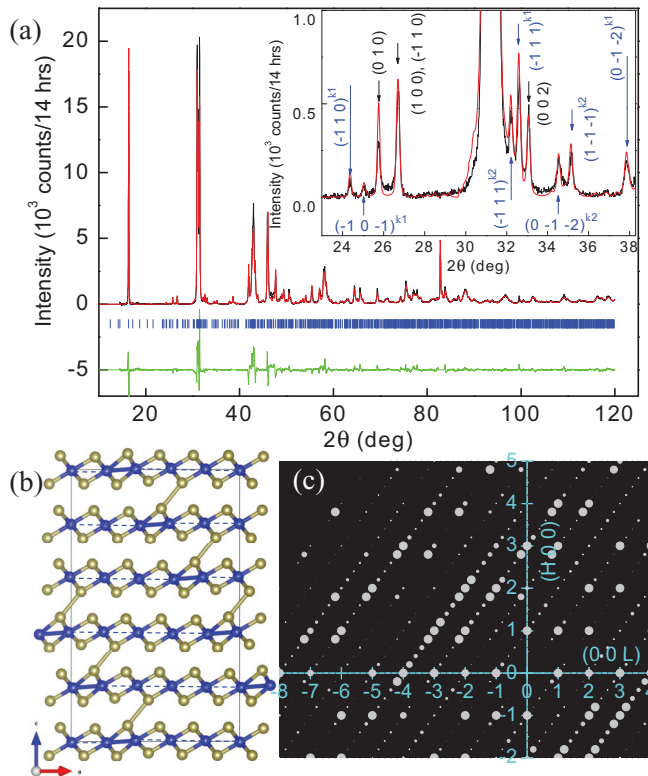 (a)
20
15
10
5
0
-5
Intensity (10³ counts/14 hrs)
20 40 60 80 100 120
2θ (deg)
1.0
0.5
0.0
Intensity (10³ counts/14 hrs)
24 26 28 30 32 34 36 38
2θ (deg)
(-1 1 0)ᵏ¹
(-1 0 -1)ᵏ¹
(0 1 0)
(1 0 0), (-1 1 0)
(-1 1 1)ᵏ²
(-1 1 1)ᵏ¹
(0 0 2)
(0 -1 -2)ᵏ²
(1 -1 -1)ᵏ²
(0 -1 -2)ᵏ¹
(b)
c
a
(c)
5
4
3
2
1
0
-1
-2
(H 0 0)
(0 0 L)
-8 -7 -6 -5 -4 -3 -2 -1 0 1 2 3